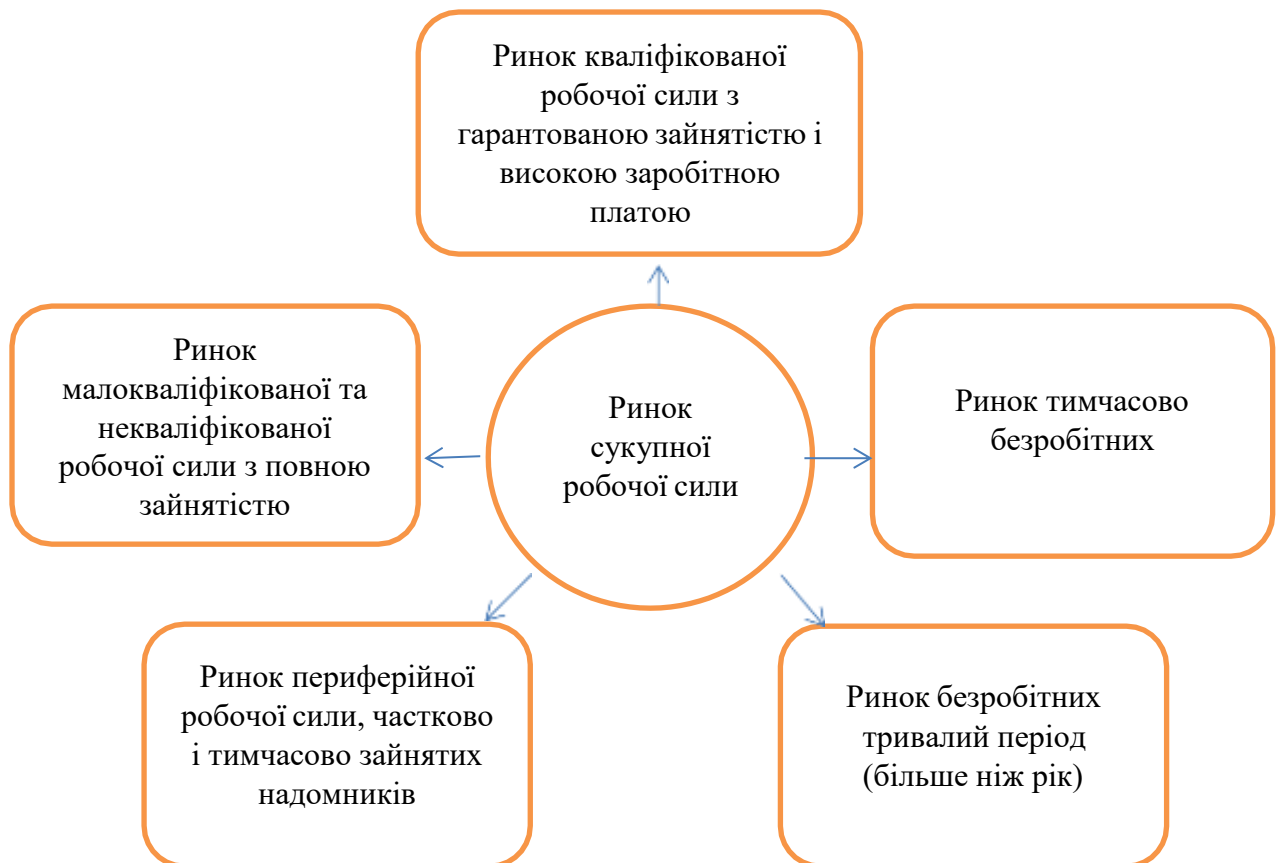 Ринок кваліфікованої
робочої сили з
гарантованою зайнятістю і
високою заробітною
платою
Ринок
малокваліфікованої та
некваліфікованої
робочої сили з повною
зайнятістю
Ринок
сукупної
робочої сили
Ринок тимчасово
безробітних
Ринок периферійної
робочої сили, частково
і тимчасово зайнятих
надомників
Ринок безробітних
тривалий період
(більше ніж рік)